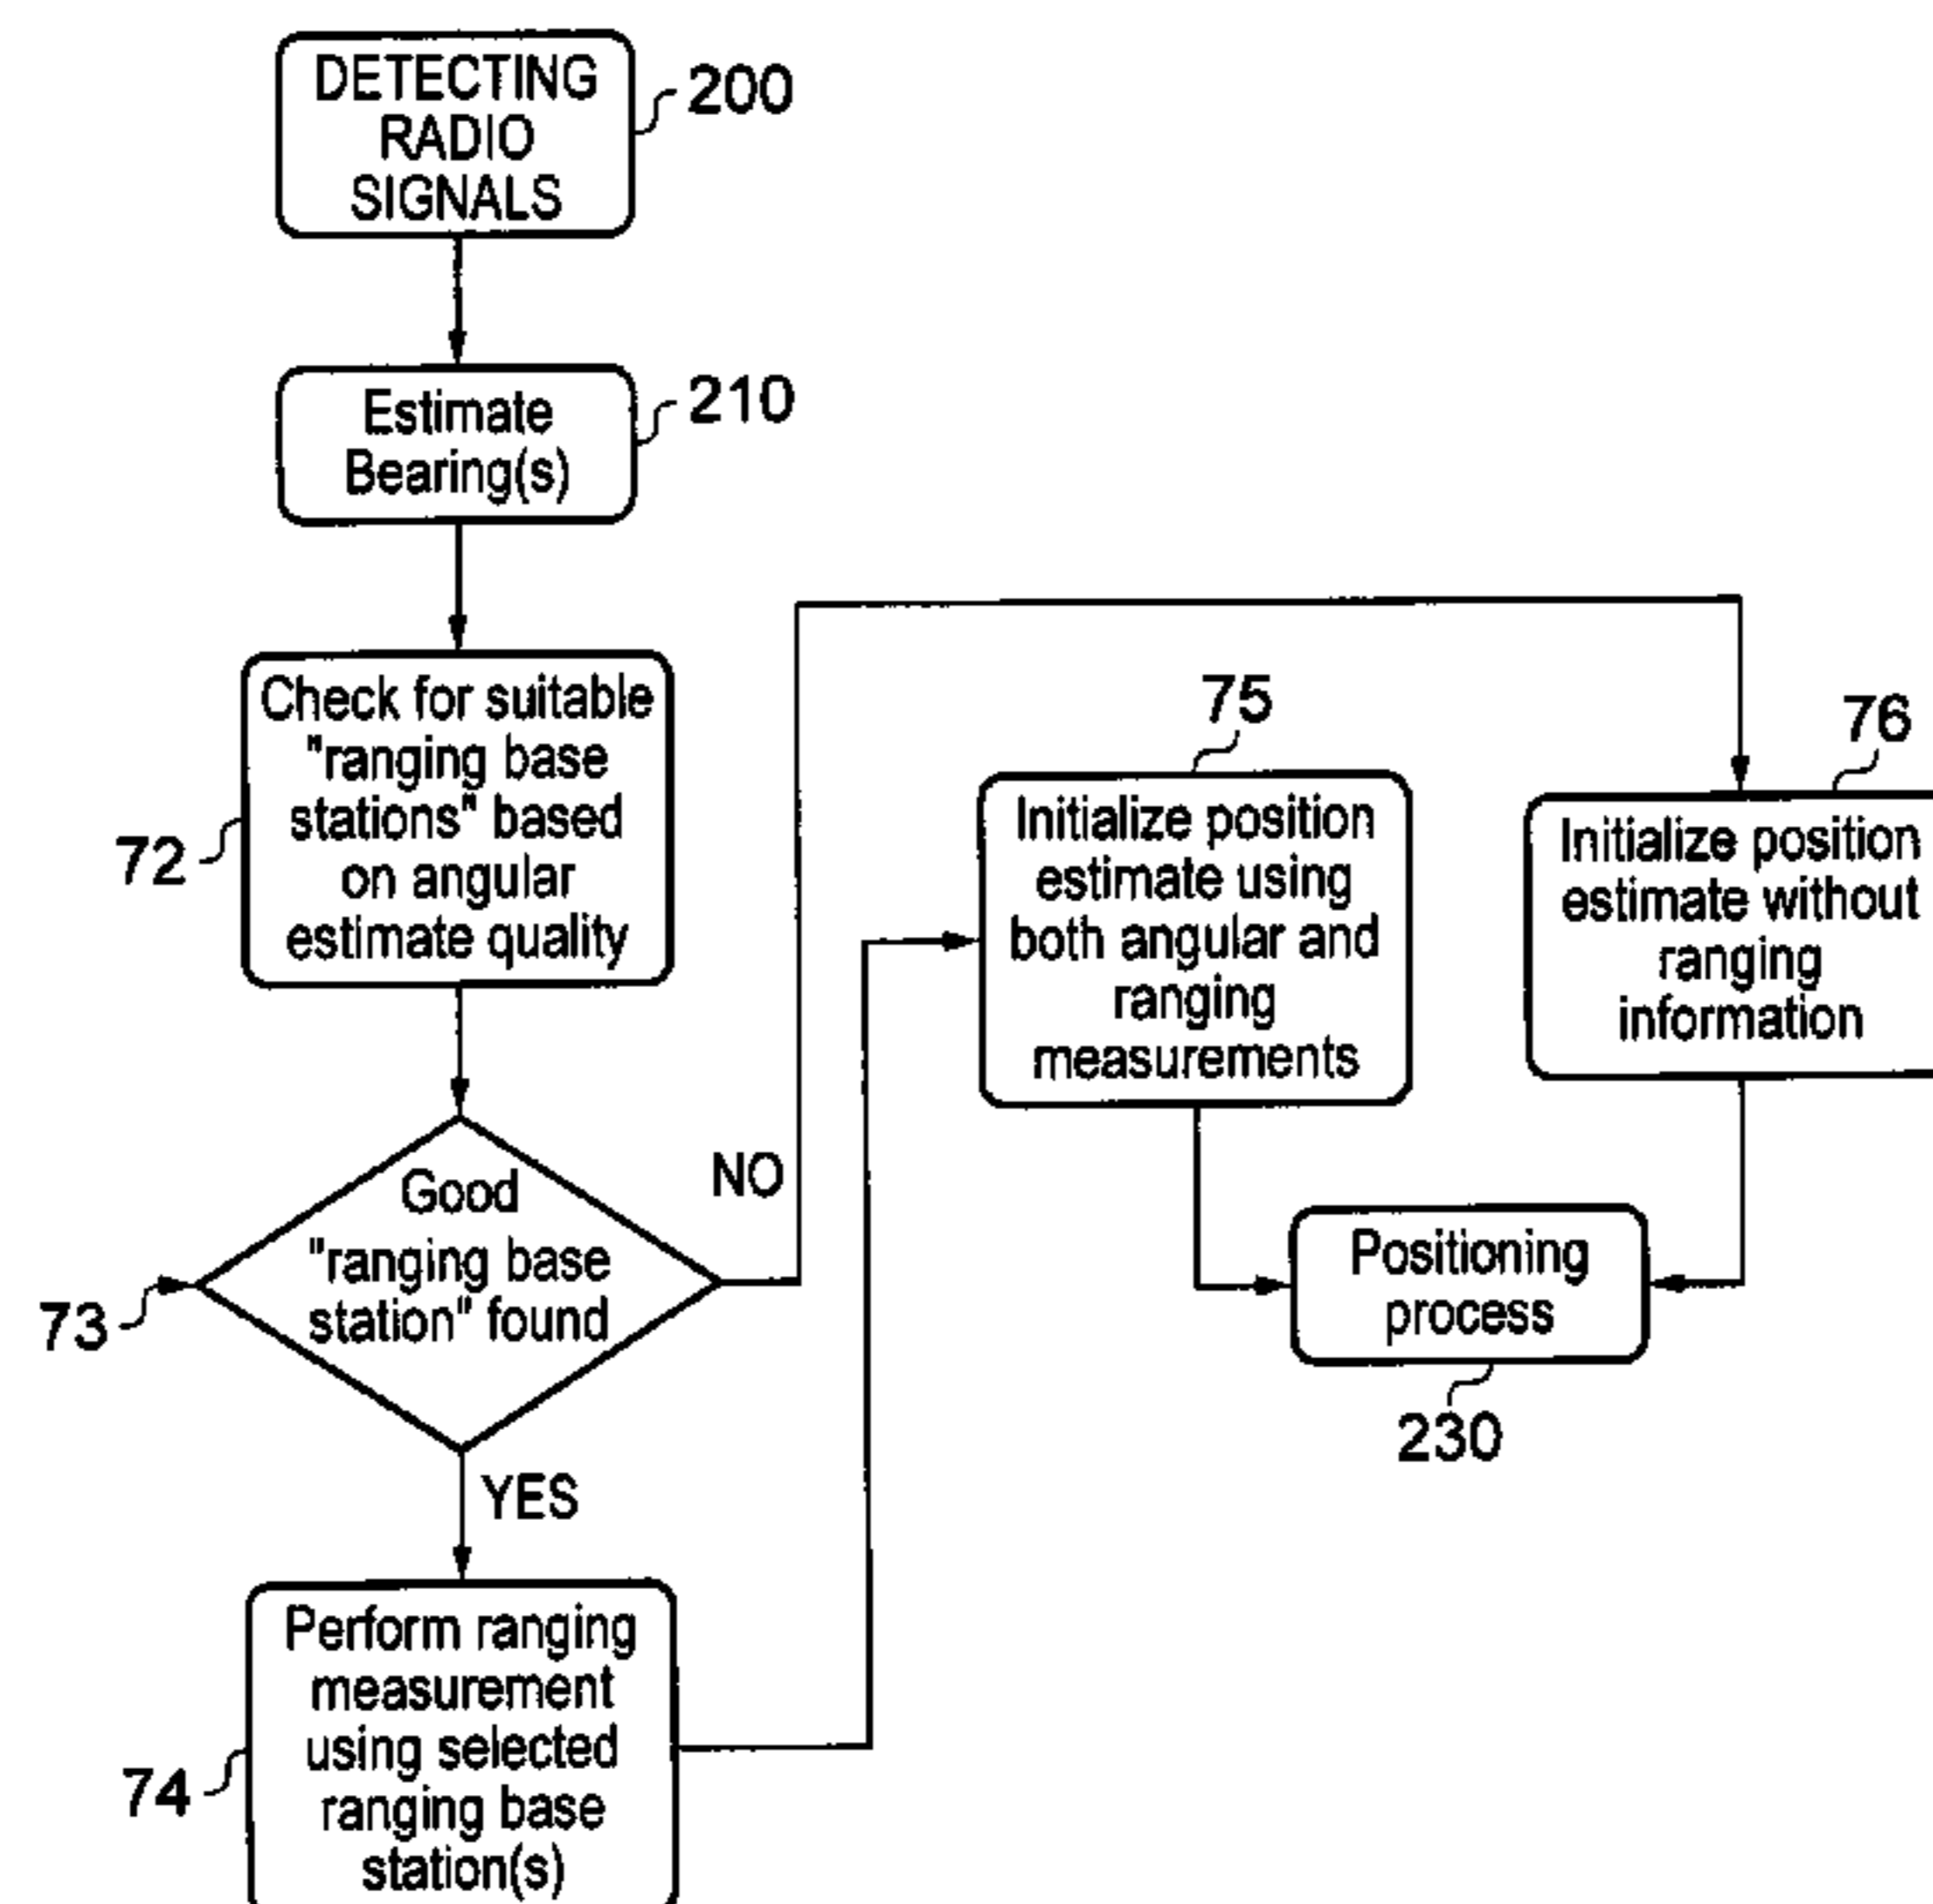 DETECTING
RADIO
SIGNALS
200
Estimate
Bearing(s)
210
Check for suitable
"ranging base
stations" based
on angular
estimate quality
72
Good
"ranging base
station" found
73
NO
YES
Perform ranging
measurement
using selected
ranging base
station(s)
74
75
Initialize position
estimate using
both angular and
ranging
measurements
76
Initialize position
estimate without
ranging
information
Positioning
process
230